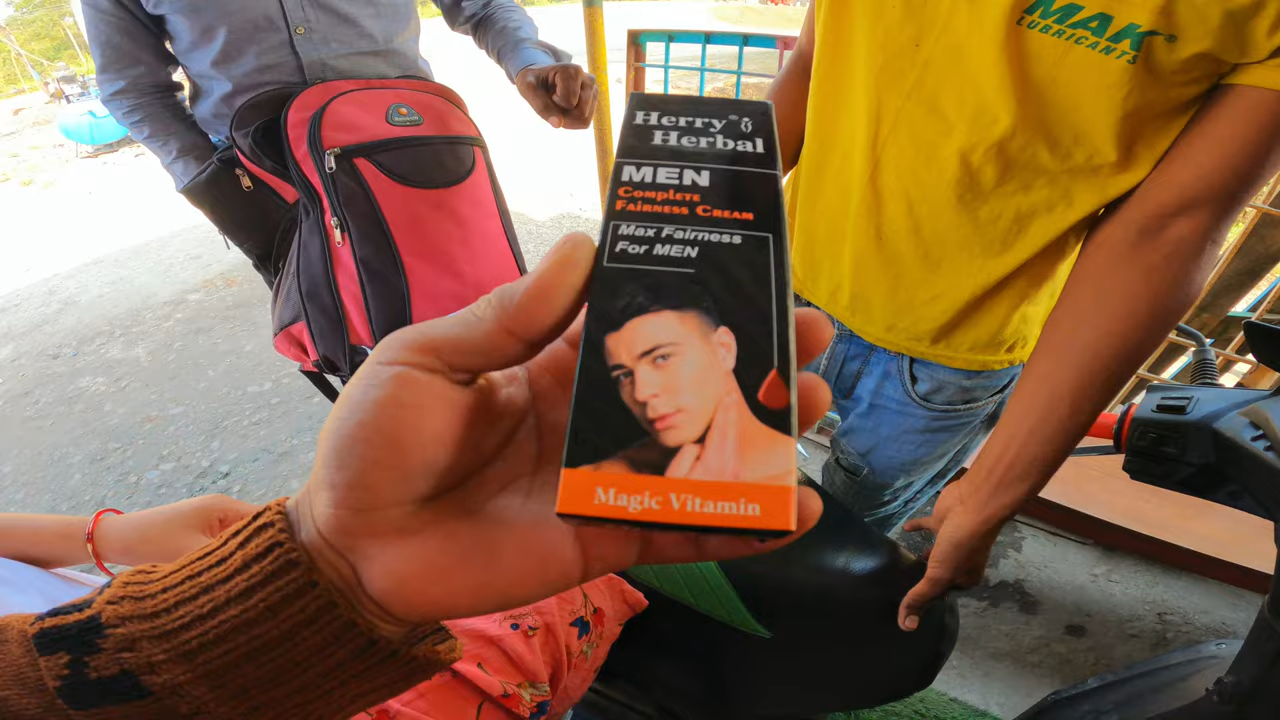 Herry®
Herbal
MEN
Complete
Fairness Cream
Max Fairness
For MEN
Magic Vitamin
MAK®
LUBRICANTS